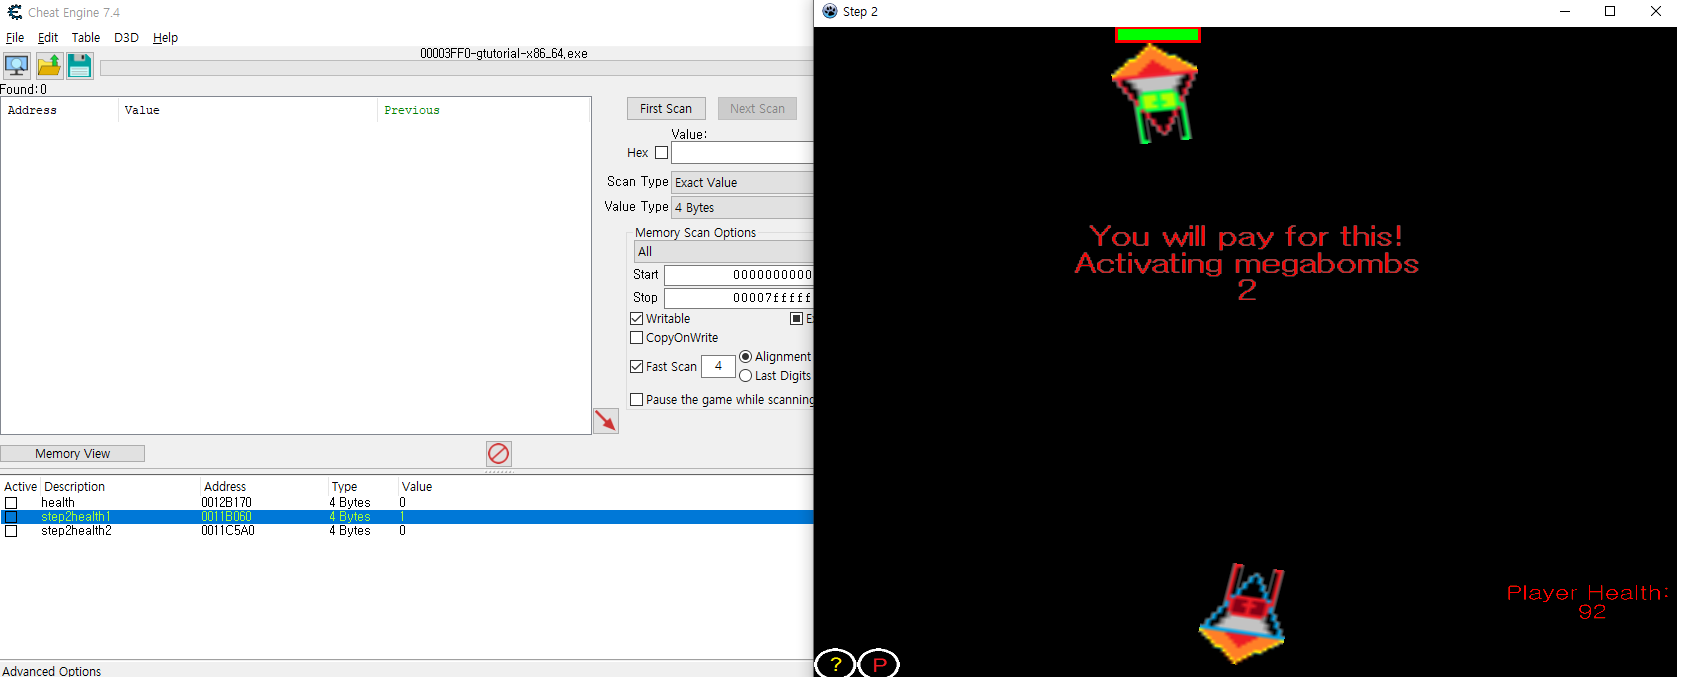 Cheat Engine 7.4
File Edit Table D3D Help
00003FF0-gtutorial-x86_64.exe
Found:0
Address Value Previous
First Scan Next Scan
Value:
Hex
Scan Type Exact Value
Value Type 4 Bytes
Memory Scan Options
All
Start 0000000000
Stop 00007fffff
Writable
CopyOnWrite
Fast Scan 4 Alignment
Last Digits
Pause the game while scanning
Memory View
Active Description Address Type Value
health 0012B170 4 Bytes 0
step2health1 0011B060 4 Bytes 1
step2health2 0011C5A0 4 Bytes 0
Advanced Options
Step 2
You will pay for this!
Activating megabombs
2
Player Health:
92
? P